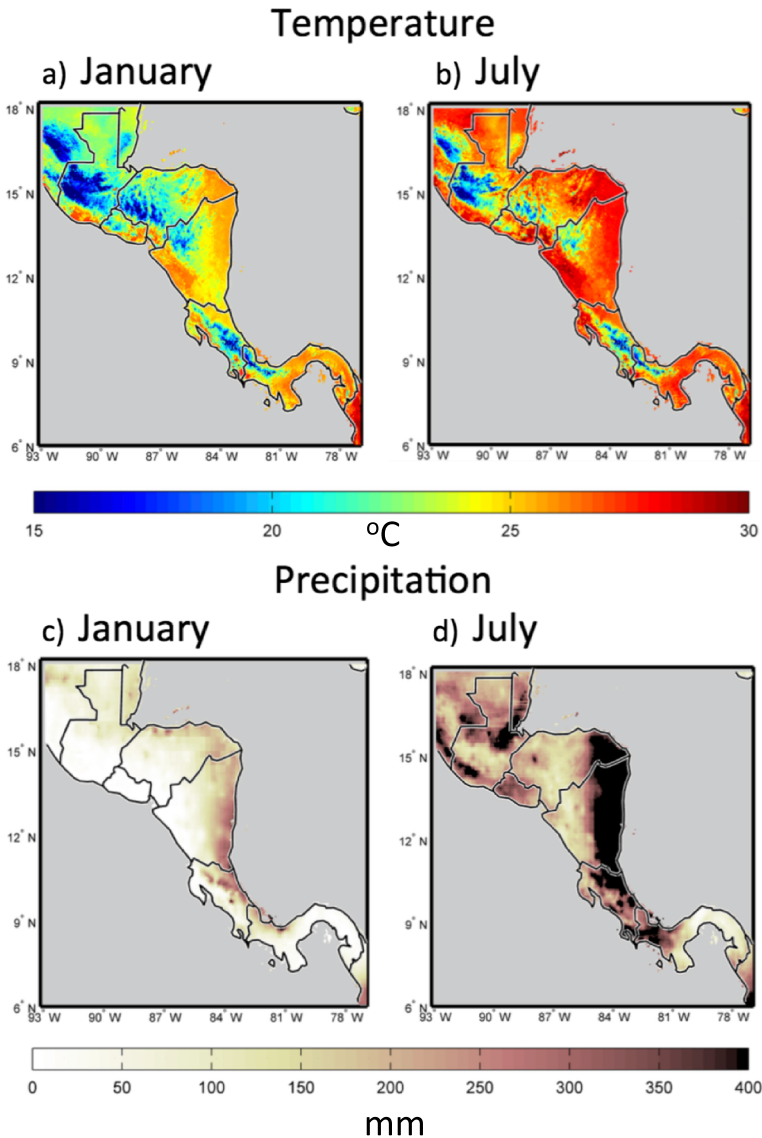 Temperature
a) January
b) July
18° N
15° N
12° N
9° N
6° N
93° W 90° W 87° W 84° W 81° W 78° W
18° N
15° N
12° N
9° N
6° N
93° W 90° W 87° W 84° W 81° W 78° W
15 20 25 30
°C
Precipitation
c) January
d) July
18° N
15° N
12° N
9° N
6° N
93° W 90° W 87° W 84° W 81° W 78° W
18° N
15° N
12° N
9° N
6° N
93° W 90° W 87° W 84° W 81° W 78° W
0 50 100 150 200 250 300 350 400
mm